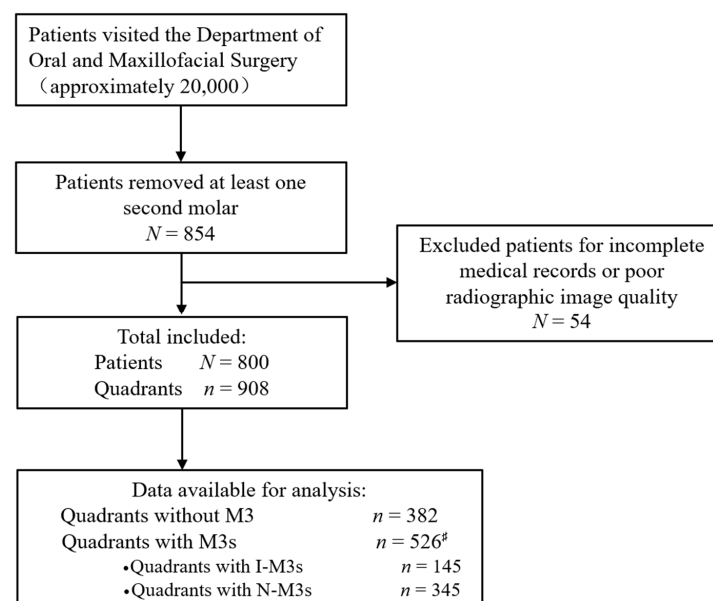 Patients visited the Department of
Oral and Maxillofacial Surgery
（approximately 20,000）
Patients removed at least one
second molar
N = 854
Excluded patients for incomplete
medical records or poor
radiographic image quality
N = 54
Total included:
Patients N = 800
Quadrants n = 908
Data available for analysis:
Quadrants without M3 n = 382
Quadrants with M3s n = 526♯
•Quadrants with I-M3s n = 145
•Quadrants with N-M3s n = 345